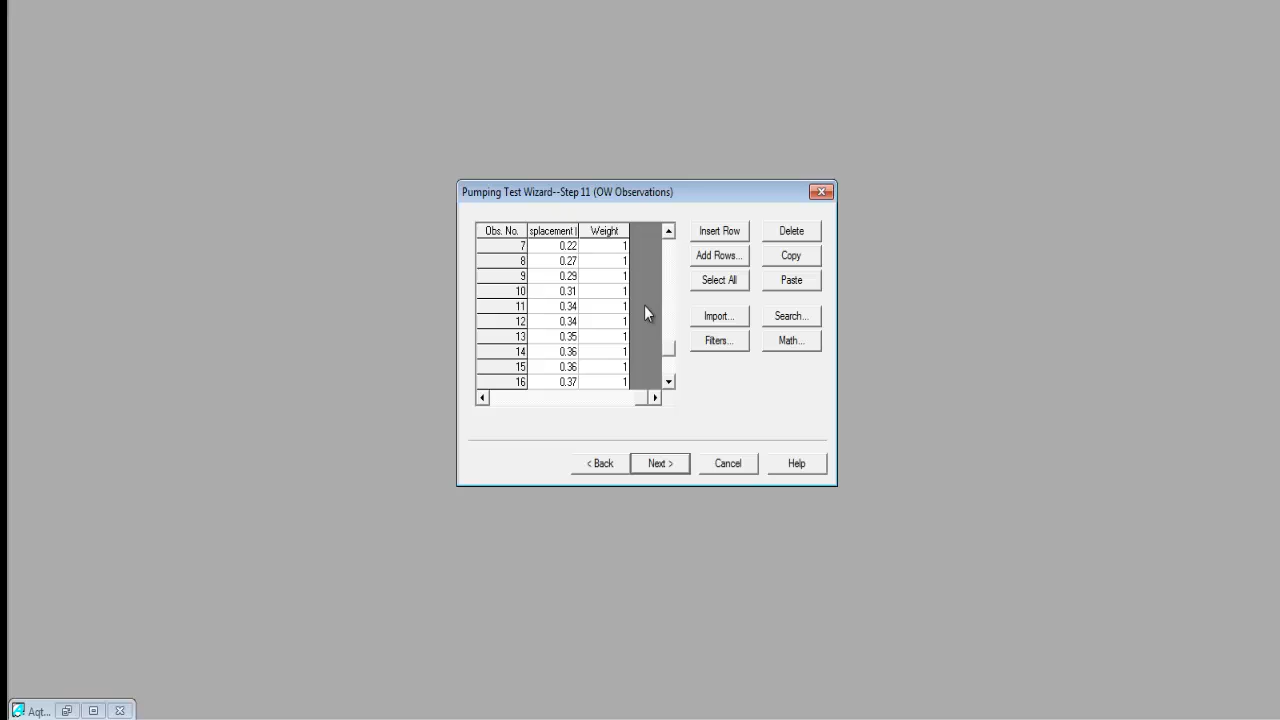 Pumping Test Wizard--Step 11 (OW Observations)
Obs. No. splacement ( Weight
7 0.22 1
8 0.27 1
9 0.29 1
10 0.31 1
11 0.34 1
12 0.34 1
13 0.35 1
14 0.36 1
15 0.36 1
16 0.37 1
Insert Row Delete
Add Rows... Copy
Select All Paste
Import... Search...
Filters... Math...
< Back Next > Cancel Help
Aqt...